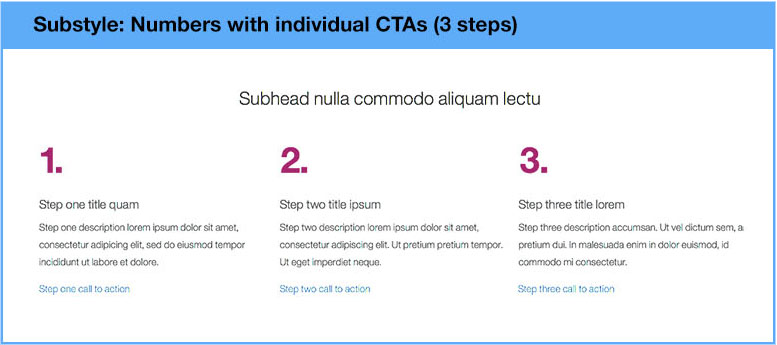 Substyle: Numbers with individual CTAs (3 steps)
Subhead nulla commodo aliquam lectu
1.
Step one title quam
Step one description lorem ipsum dolor sit amet,
consectetur adipicing elit, sed do eiusmod tempor
incididunt ut labore et dolore.
Step one call to action
2.
Step two title ipsum
Step two description lorem ipsum dolor sit amet,
consectetur adipiscing elit. Ut pretium pretium tempor.
Ut eget imperdiet neque.
Step two call to action
3.
Step three title lorem
Step three description accumsan. Ut vel dictum sem, a
pretium dui. In malesuada enim in dolor euismod, id
commodo mi consectetur.
Step three call to action